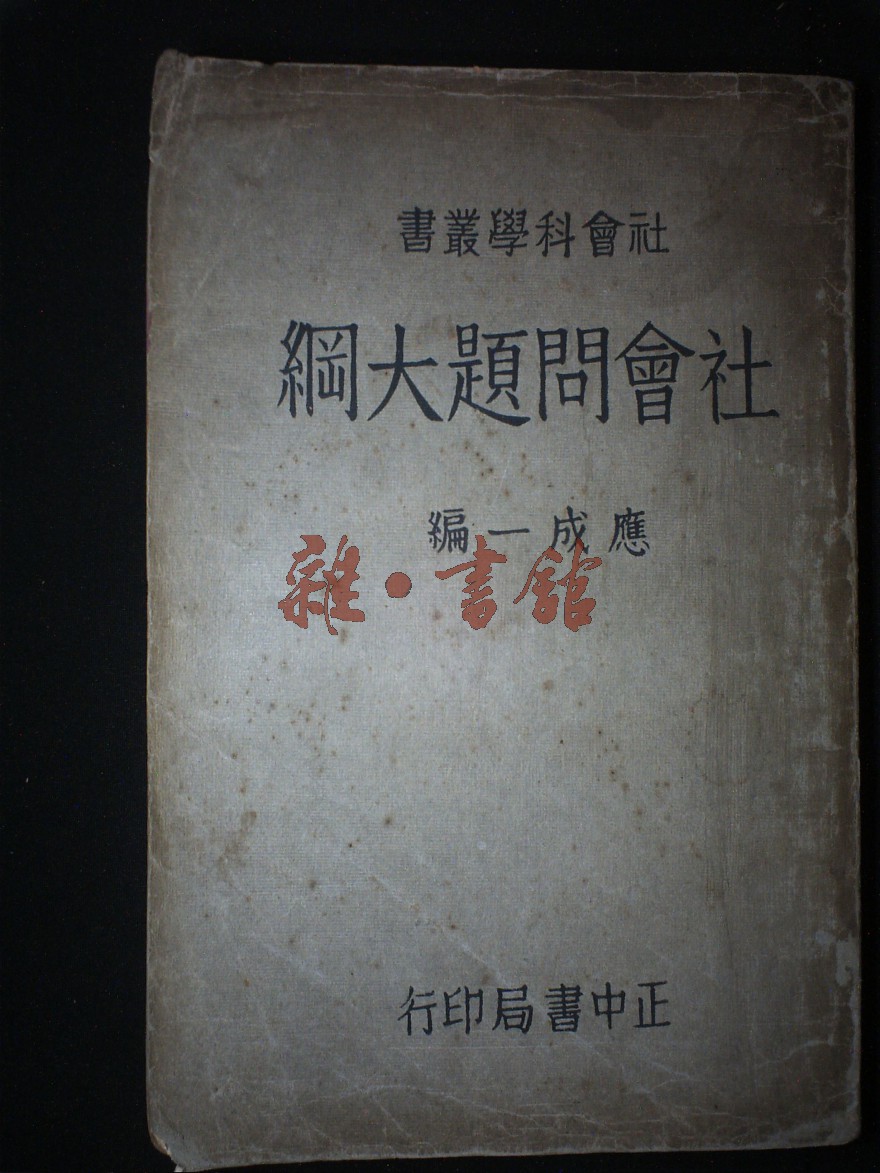 社會科學叢書
社會問題大綱
應成一編
雜·書館
正中書局印行